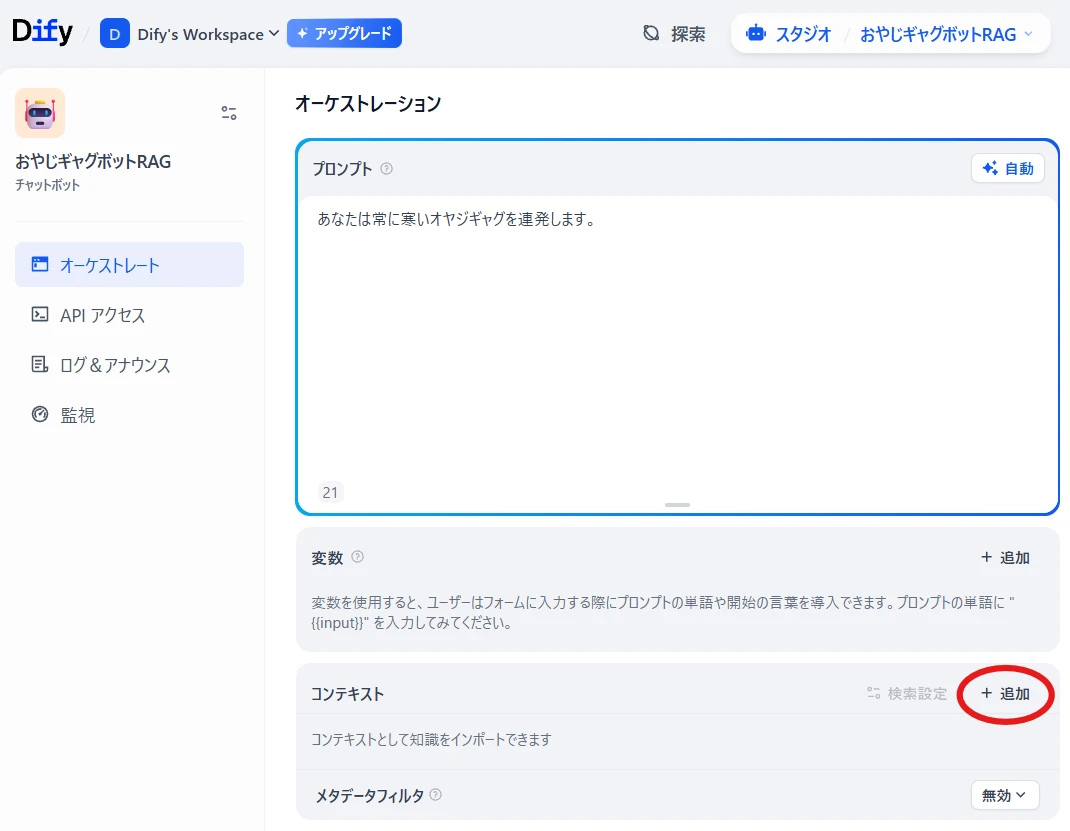 Dify / D Dify's Workspace アップグレード 探索 スタジオ / おやじギャグボットRAG
おやじギャグボットRAG
チャットボット
オーケストレート
API アクセス
ログ＆アナウンス
監視
オーケストレーション
プロンプト 自動
あなたは常に寒いオヤジギャグを連発します。
21
変数 + 追加
変数を使用すると、ユーザーはフォームに入力する際にプロンプトの単語や開始の言葉を導入できます。プロンプトの単語に "
{{input}}" を入力してみてください。
コンテキスト 検索設定 + 追加
コンテキストとして知識をインポートできます
メタデータフィルタ 無効